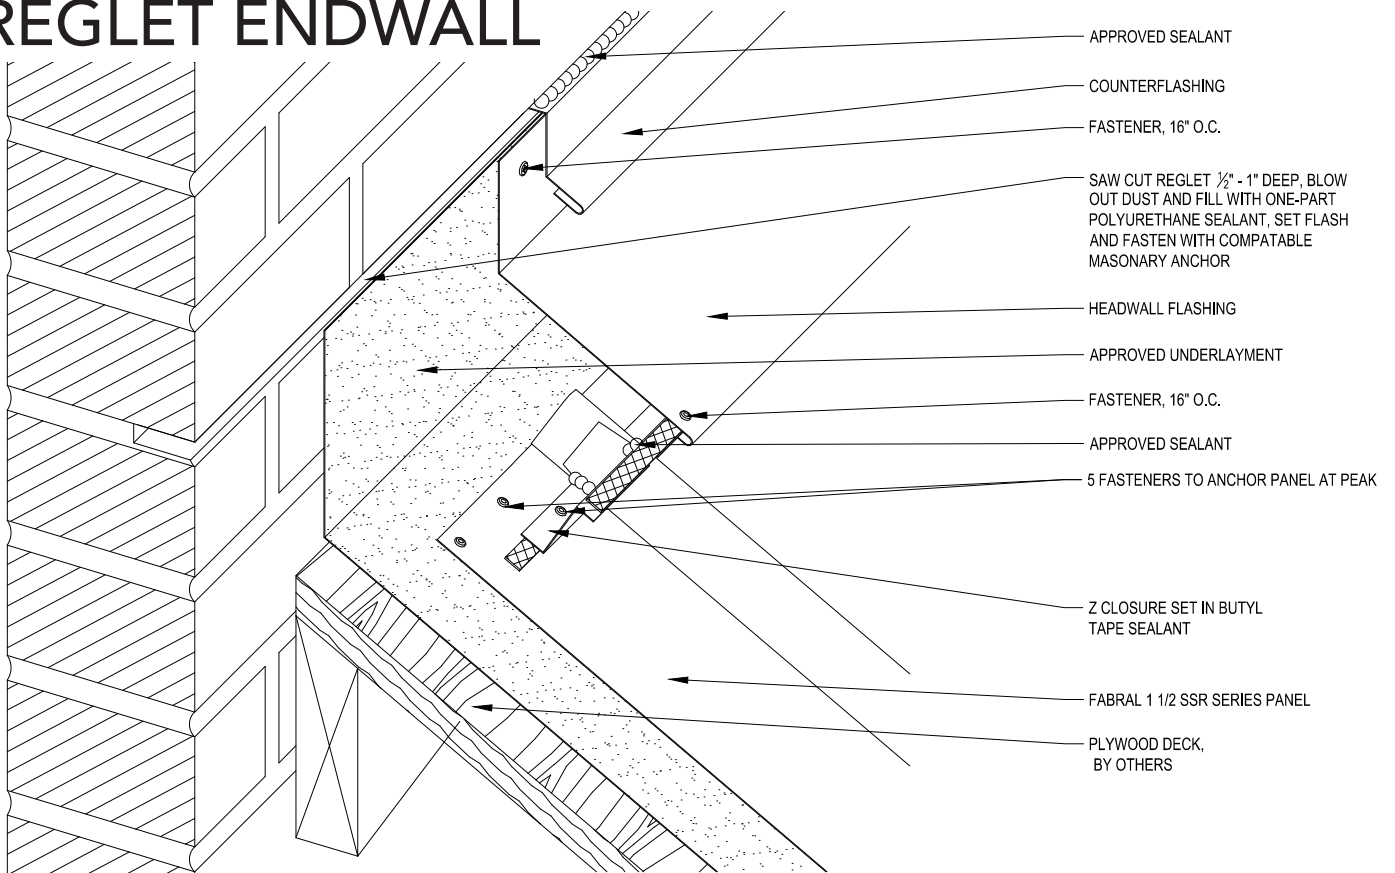 REGLET ENDWALL
APPROVED SEALANT
COUNTERFLASHING
FASTENER, 16" O.C.
SAW CUT REGLET ½" - 1" DEEP, BLOW
OUT DUST AND FILL WITH ONE-PART
POLYURETHANE SEALANT, SET FLASH
AND FASTEN WITH COMPATABLE
MASONARY ANCHOR
HEADWALL FLASHING
APPROVED UNDERLAYMENT
FASTENER, 16" O.C.
APPROVED SEALANT
5 FASTENERS TO ANCHOR PANEL AT PEAK
Z CLOSURE SET IN BUTYL
TAPE SEALANT
FABRAL 1 1/2 SSR SERIES PANEL
PLYWOOD DECK,
BY OTHERS